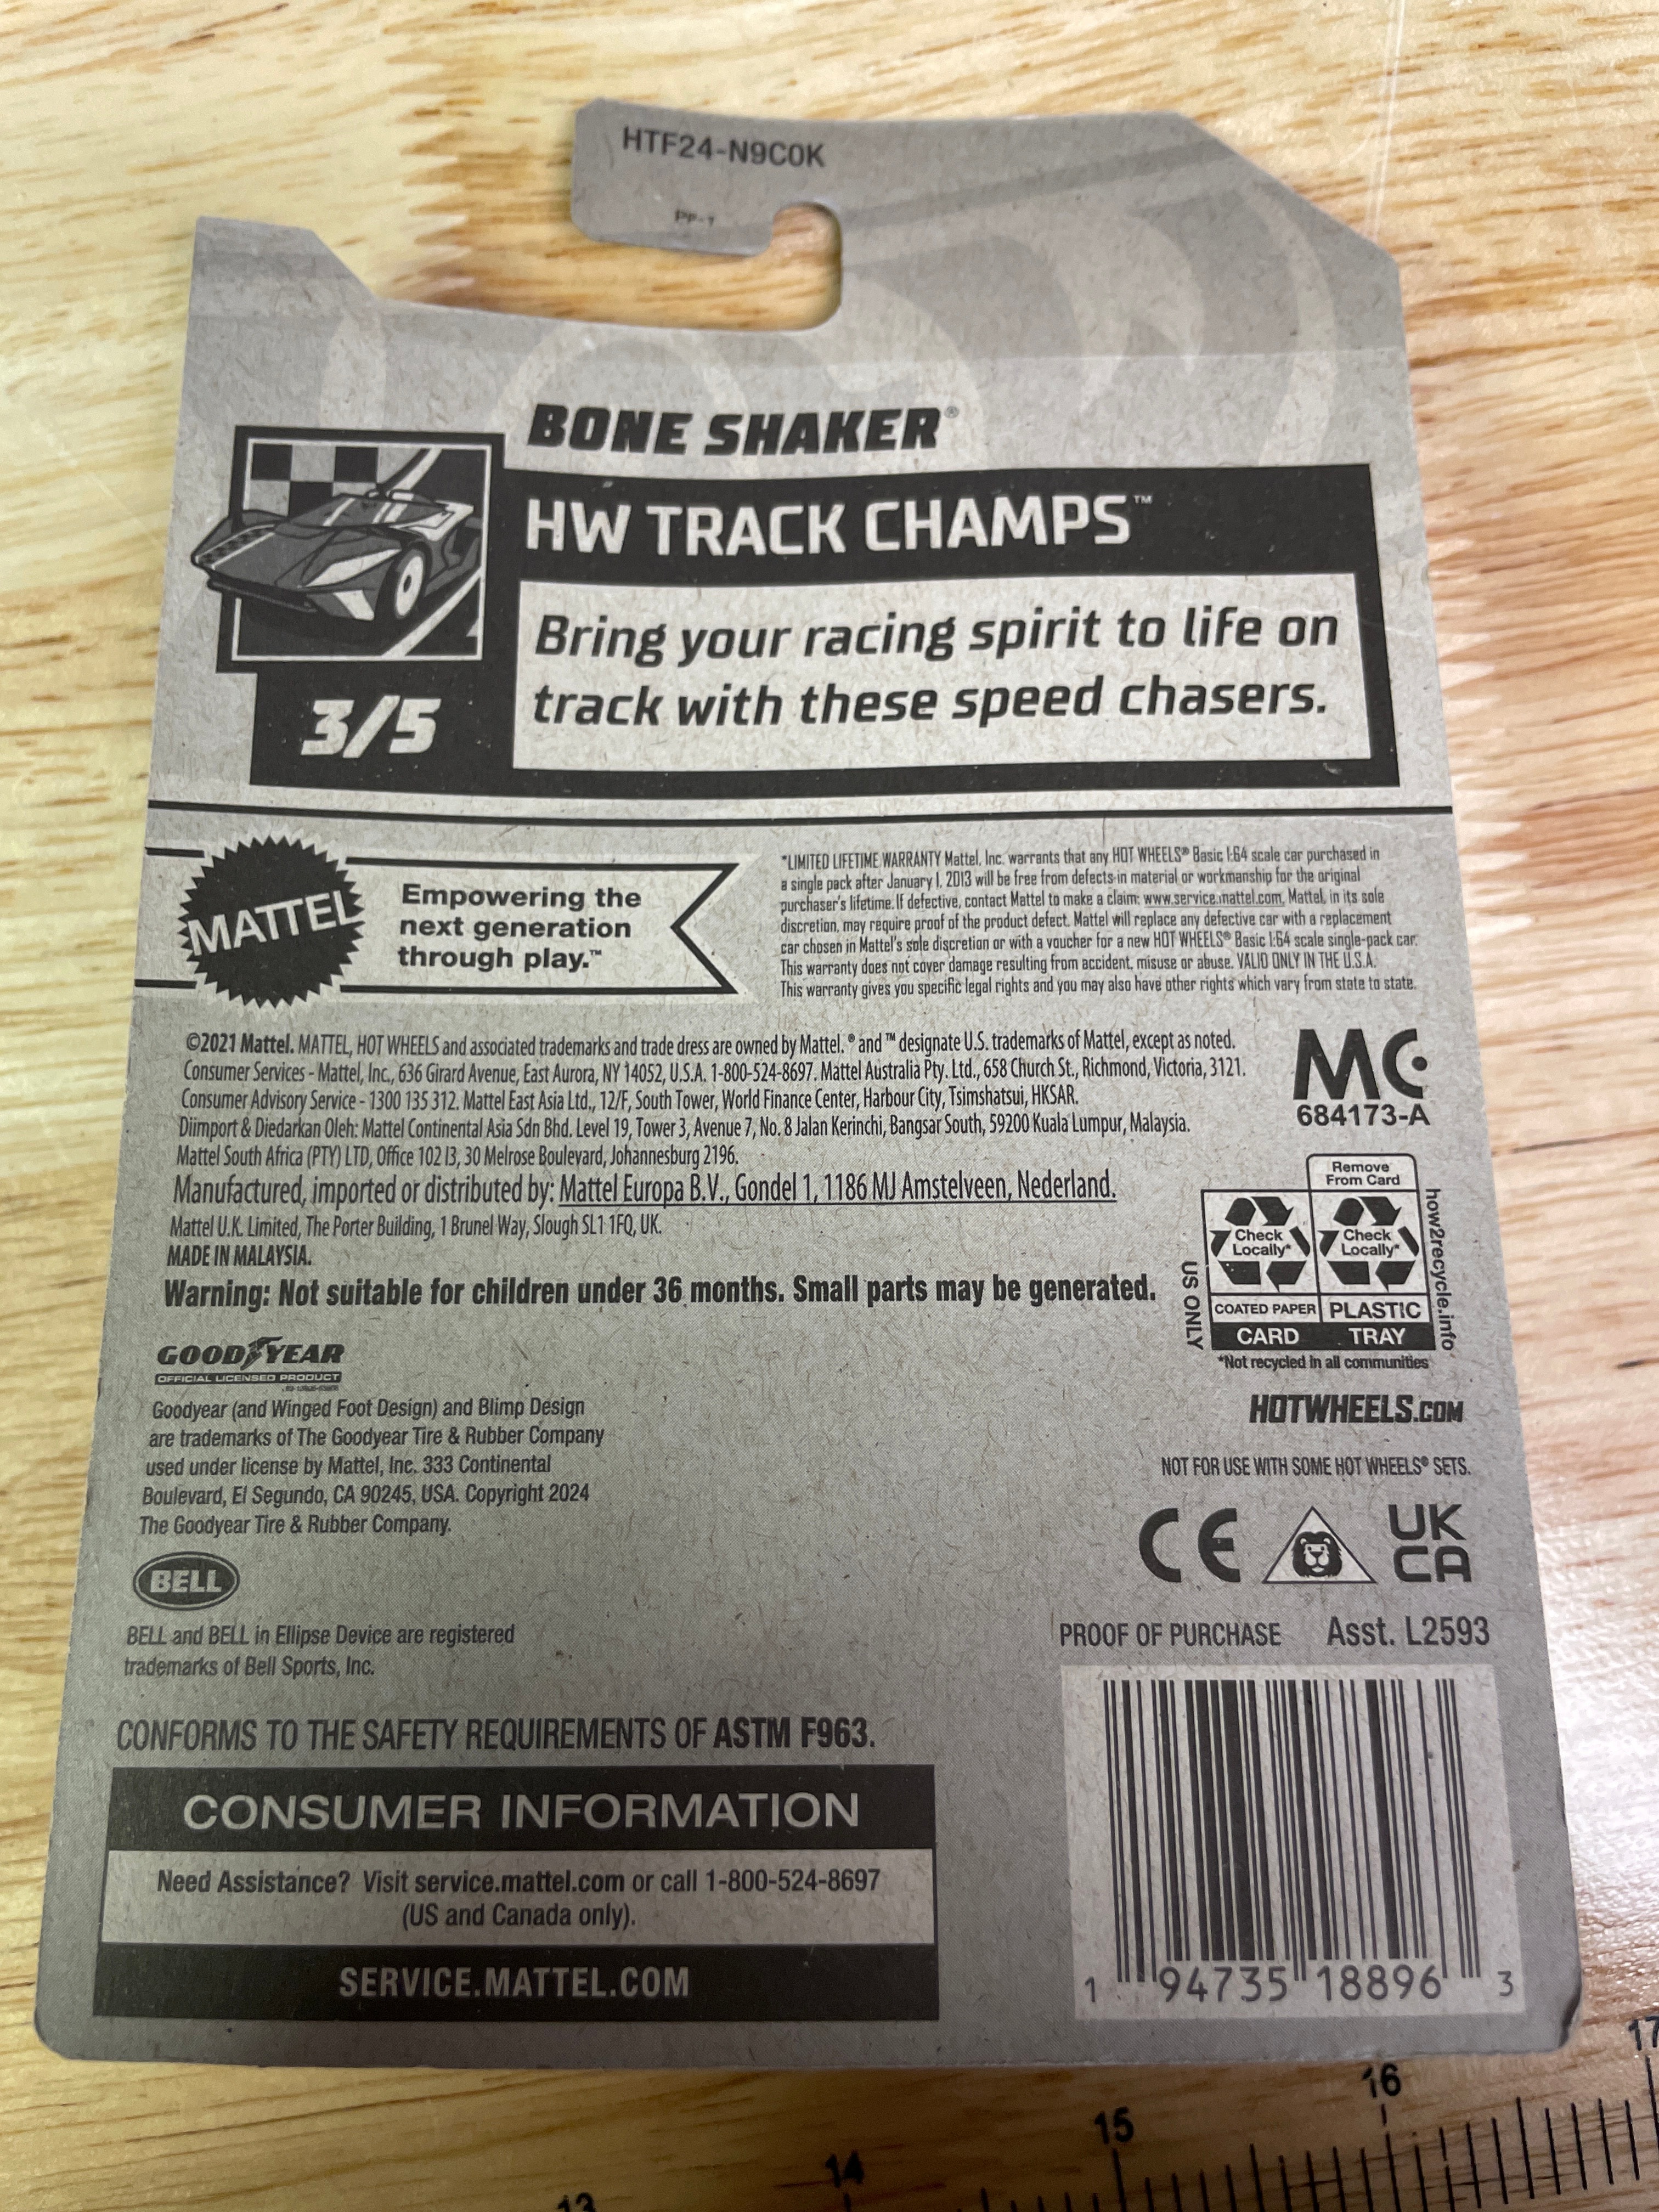 HTF24-N9C0K
PP-1
BONE SHAKER®
HW TRACK CHAMPS™
Bring your racing spirit to life on
track with these speed chasers.
3/5
MATTEL
Empowering the
next generation
through play.™
*LIMITED LIFETIME WARRANTY Mattel, Inc. warrants that any HOT WHEELS® Basic 1:64 scale car purchased in
a single pack after January 1, 2013 will be free from defects in material or workmanship for the original
purchaser's lifetime. If defective, contact Mattel to make a claim: www.service.mattel.com. Mattel, in its sole
discretion, may require proof of the product defect. Mattel will replace any defective car with a replacement
car chosen in Mattel's sole discretion or with a voucher for a new HOT WHEELS® Basic 1:64 scale single-pack car.
This warranty does not cover damage resulting from accident, misuse or abuse. VALID ONLY IN THE U.S.A.
This warranty gives you specific legal rights and you may also have other rights which vary from state to state.
©2021 Mattel. MATTEL, HOT WHEELS and associated trademarks and trade dress are owned by Mattel. ® and ™ designate U.S. trademarks of Mattel, except as noted.
Consumer Services - Mattel, Inc., 636 Girard Avenue, East Aurora, NY 14052, U.S.A. 1-800-524-8697. Mattel Australia Pty. Ltd., 658 Church St., Richmond, Victoria, 3121.
Consumer Advisory Service - 1300 135 312. Mattel East Asia Ltd., 12/F, South Tower, World Finance Center, Harbour City, Tsimshatsui, HKSAR.
Diimport & Diedarkan Oleh: Mattel Continental Asia Sdn Bhd. Level 19, Tower 3, Avenue 7, No. 8 Jalan Kerinchi, Bangsar South, 59200 Kuala Lumpur, Malaysia.
Mattel South Africa (PTY) LTD, Office 102 I3, 30 Melrose Boulevard, Johannesburg 2196.
Manufactured, imported or distributed by: Mattel Europa B.V., Gondel 1, 1186 MJ Amstelveen, Nederland.
Mattel U.K. Limited, The Porter Building, 1 Brunel Way, Slough SL1 1FQ, UK.
MADE IN MALAYSIA.
Warning: Not suitable for children under 36 months. Small parts may be generated.
MC
684173-A
Remove
From Card
Check
Locally*
Check
Locally*
COATED PAPER
PLASTIC
CARD
TRAY
US ONLY
how2recycle.info
*Not recycled in all communities
GOODYEAR
OFFICIAL LICENSED PRODUCT
Goodyear (and Winged Foot Design) and Blimp Design
are trademarks of The Goodyear Tire & Rubber Company
used under license by Mattel, Inc. 333 Continental
Boulevard, El Segundo, CA 90245, USA. Copyright 2024
The Goodyear Tire & Rubber Company.
HOTWHEELS.COM
NOT FOR USE WITH SOME HOT WHEELS® SETS.
CE
UK
CA
BELL
BELL and BELL in Ellipse Device are registered
trademarks of Bell Sports, Inc.
PROOF OF PURCHASE Asst. L2593
CONFORMS TO THE SAFETY REQUIREMENTS OF ASTM F963.
CONSUMER INFORMATION
Need Assistance? Visit service.mattel.com or call 1-800-524-8697
(US and Canada only).
SERVICE.MATTEL.COM
1 94735 18896 3
13 14 15 16 17